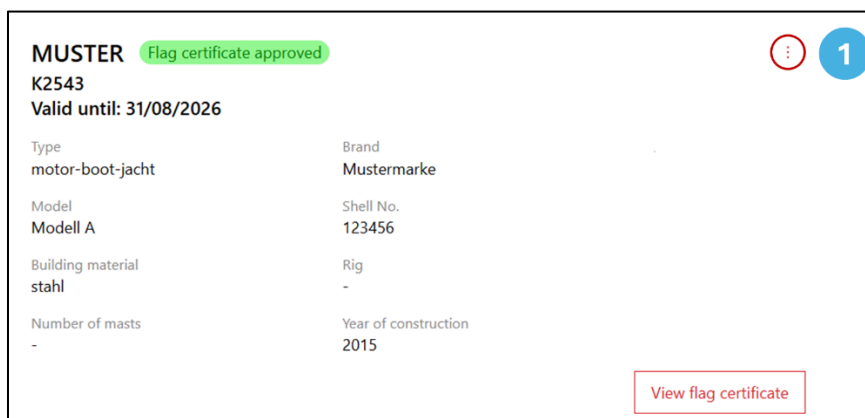 MUSTER Flag certificate approved
1
K2543
Valid until: 31/08/2026
Type Brand
motor-boot-jacht Mustermarke
Model Shell No.
Modell A 123456
Building material Rig
stahl -
Number of masts Year of construction
- 2015
View flag certificate